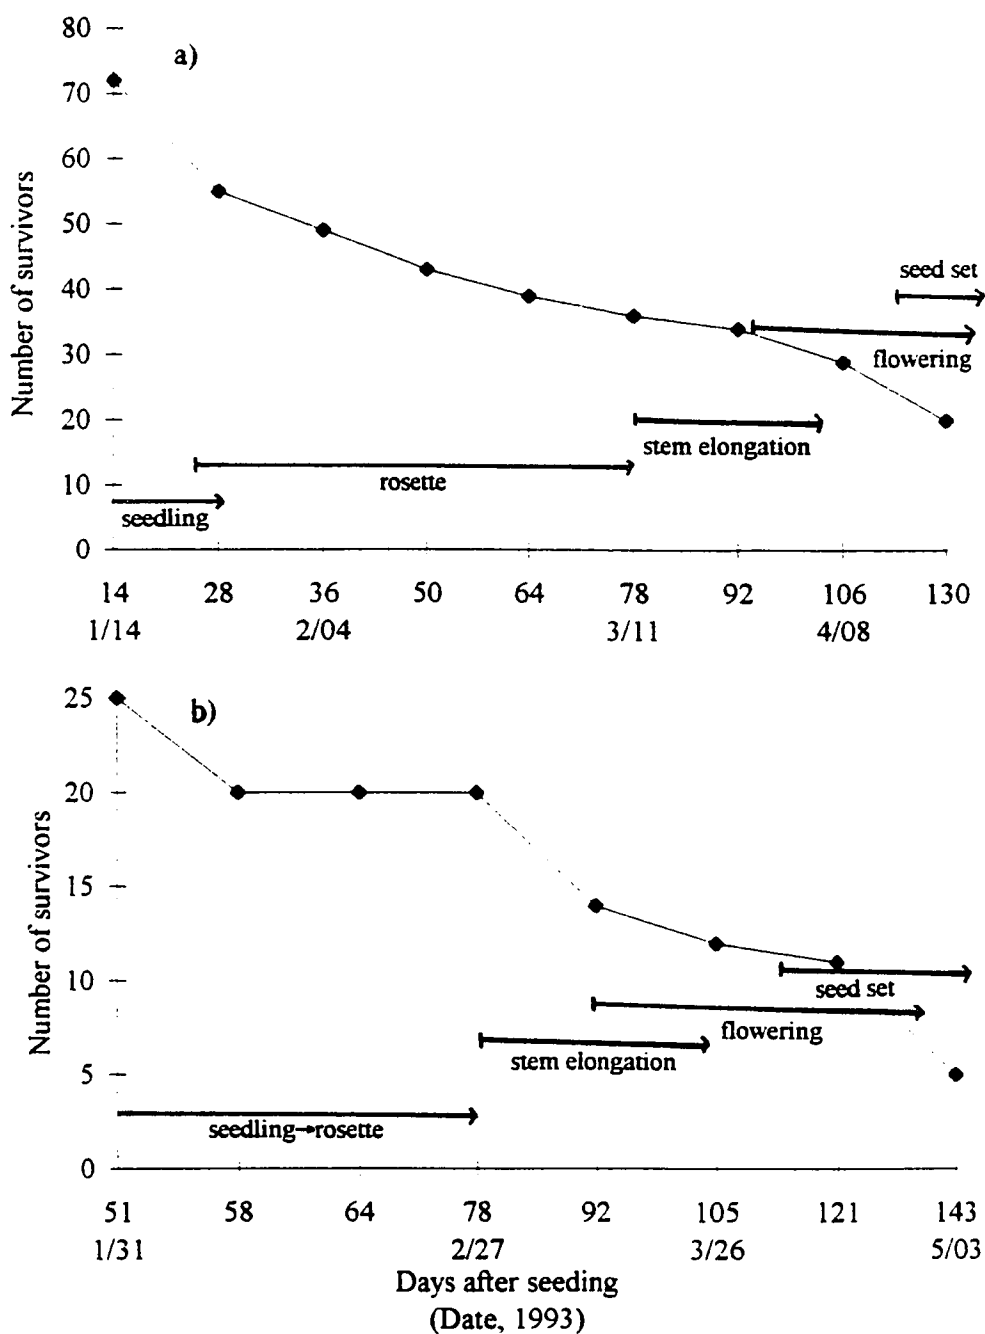 80
a)
70
60
50
40
30
20
10
0
Number of survivors
seed set
flowering
stem elongation
rosette
seedling
14 28 36 50 64 78 92 106 130
1/14 2/04 3/11 4/08
25
b)
20
15
10
5
0
Number of survivors
seed set
flowering
stem elongation
seedling→rosette
51 58 64 78 92 105 121 143
1/31 2/27 3/26 5/03
Days after seeding
(Date, 1993)